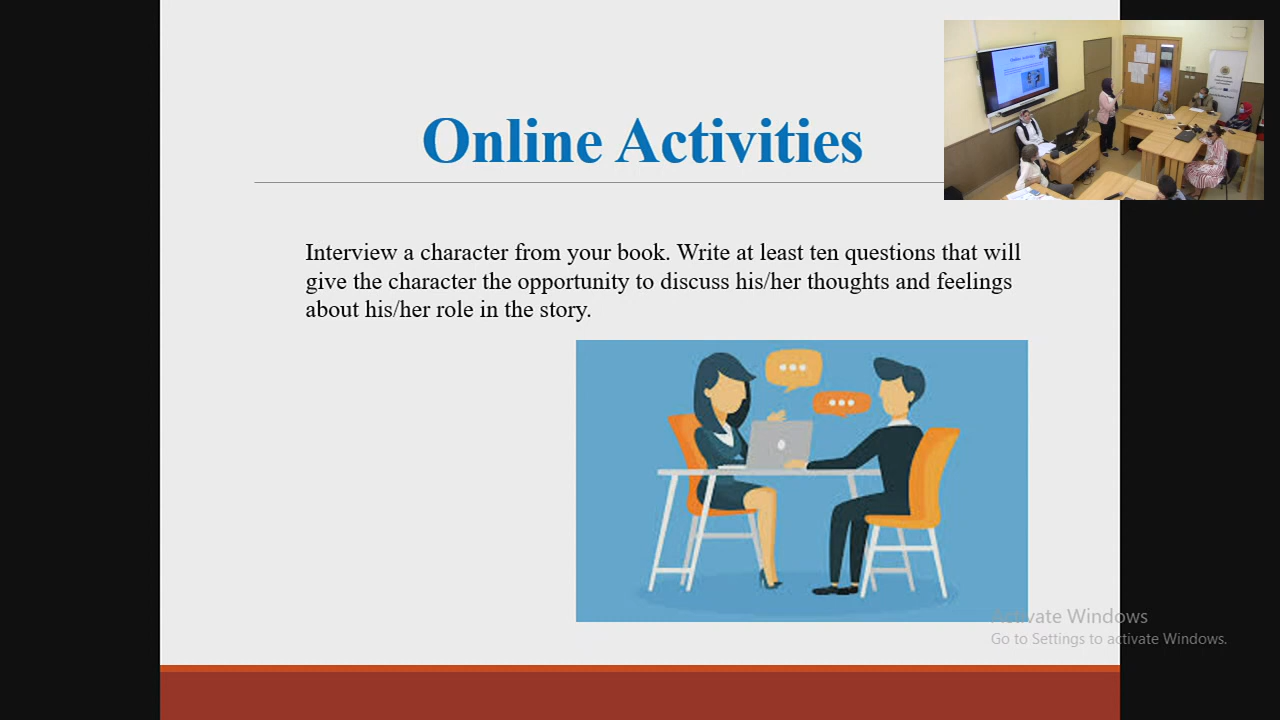 Online Activities
Interview a character from your book. Write at least ten questions that will
give the character the opportunity to discuss his/her thoughts and feelings
about his/her role in the story.
Activate Windows
Go to Settings to activate Windows.